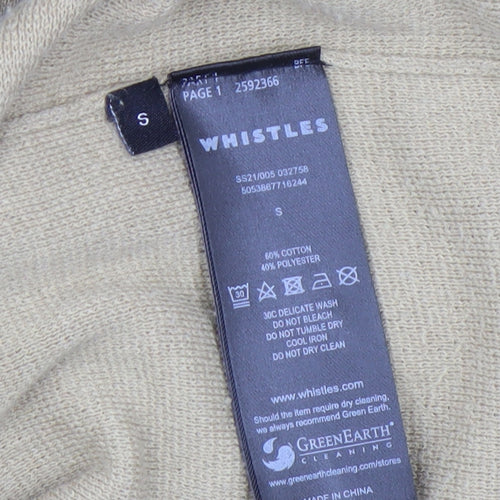 S
PAGE 1 2592366
WHISTLES
SS21/005 032758
5053867716244
S
60% COTTON
40% POLYESTER
30
30C DELICATE WASH
DO NOT BLEACH
DO NOT TUMBLE DRY
COOL IRON
DO NOT DRY CLEAN
www.whistles.com
Should the item require dry cleaning,
we always recommend Green Earth.
GREENEARTH®
CLEANING
www.greenearthcleaning.com/stores
MADE IN CHINA